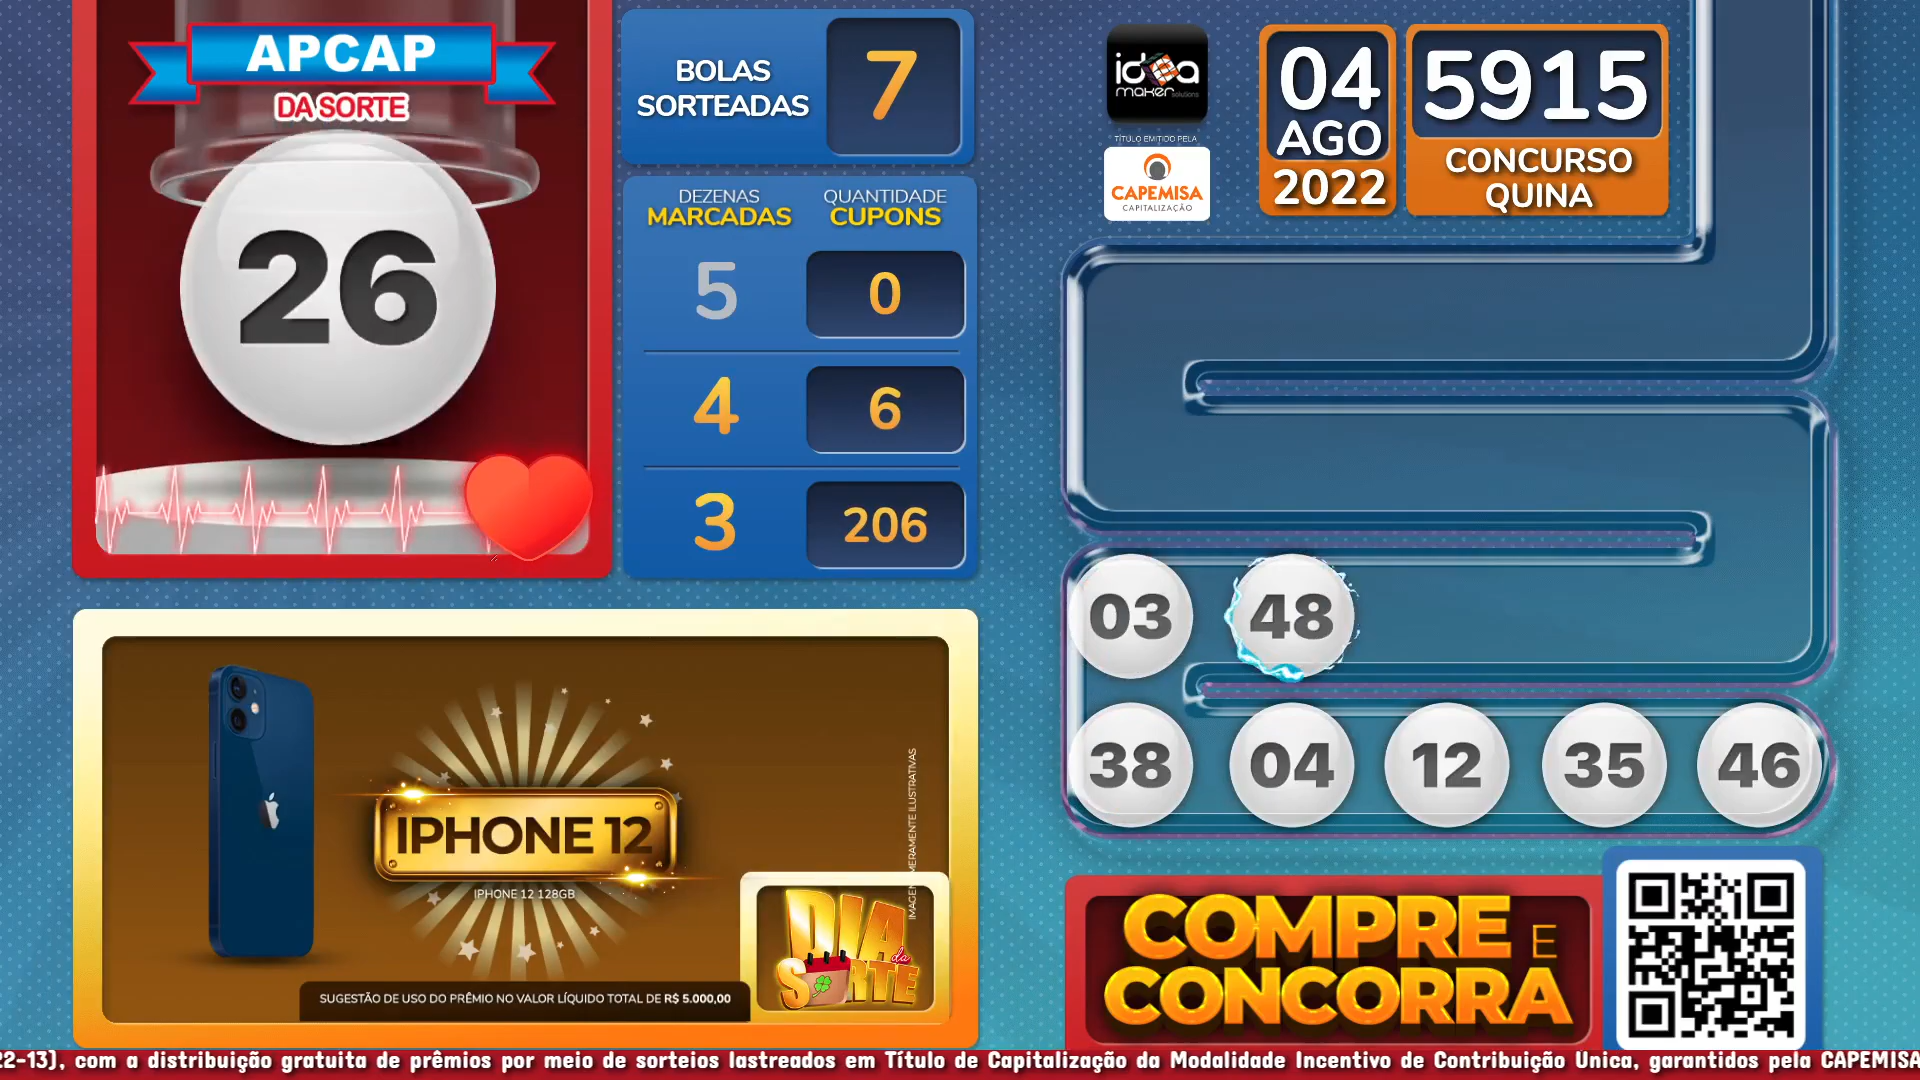 APCAP
DA SORTE
26
BOLAS
SORTEADAS
7
DEZENAS
MARCADAS
QUANTIDADE
CUPONS
5
0
4
6
3
206
idea
maker solutions
TÍTULO EMITIDO PELA
CAPEMISA
CAPITALIZAÇÃO
04
AGO
2022
5915
CONCURSO
QUINA
03 48
38 04 12 35 46
IPHONE 12
IPHONE 12 128GB
IMAGENS MERAMENTE ILUSTRATIVAS
DIA da
SORTE
SUGESTÃO DE USO DO PRÊMIO NO VALOR LÍQUIDO TOTAL DE R$ 5.000,00
COMPRE E
CONCORRA
22-13), com a distribuição gratuita de prêmios por meio de sorteios lastreados em Título de Capitalização da Modalidade Incentivo de Contribuição Unica, garantidos pela CAPEMISA